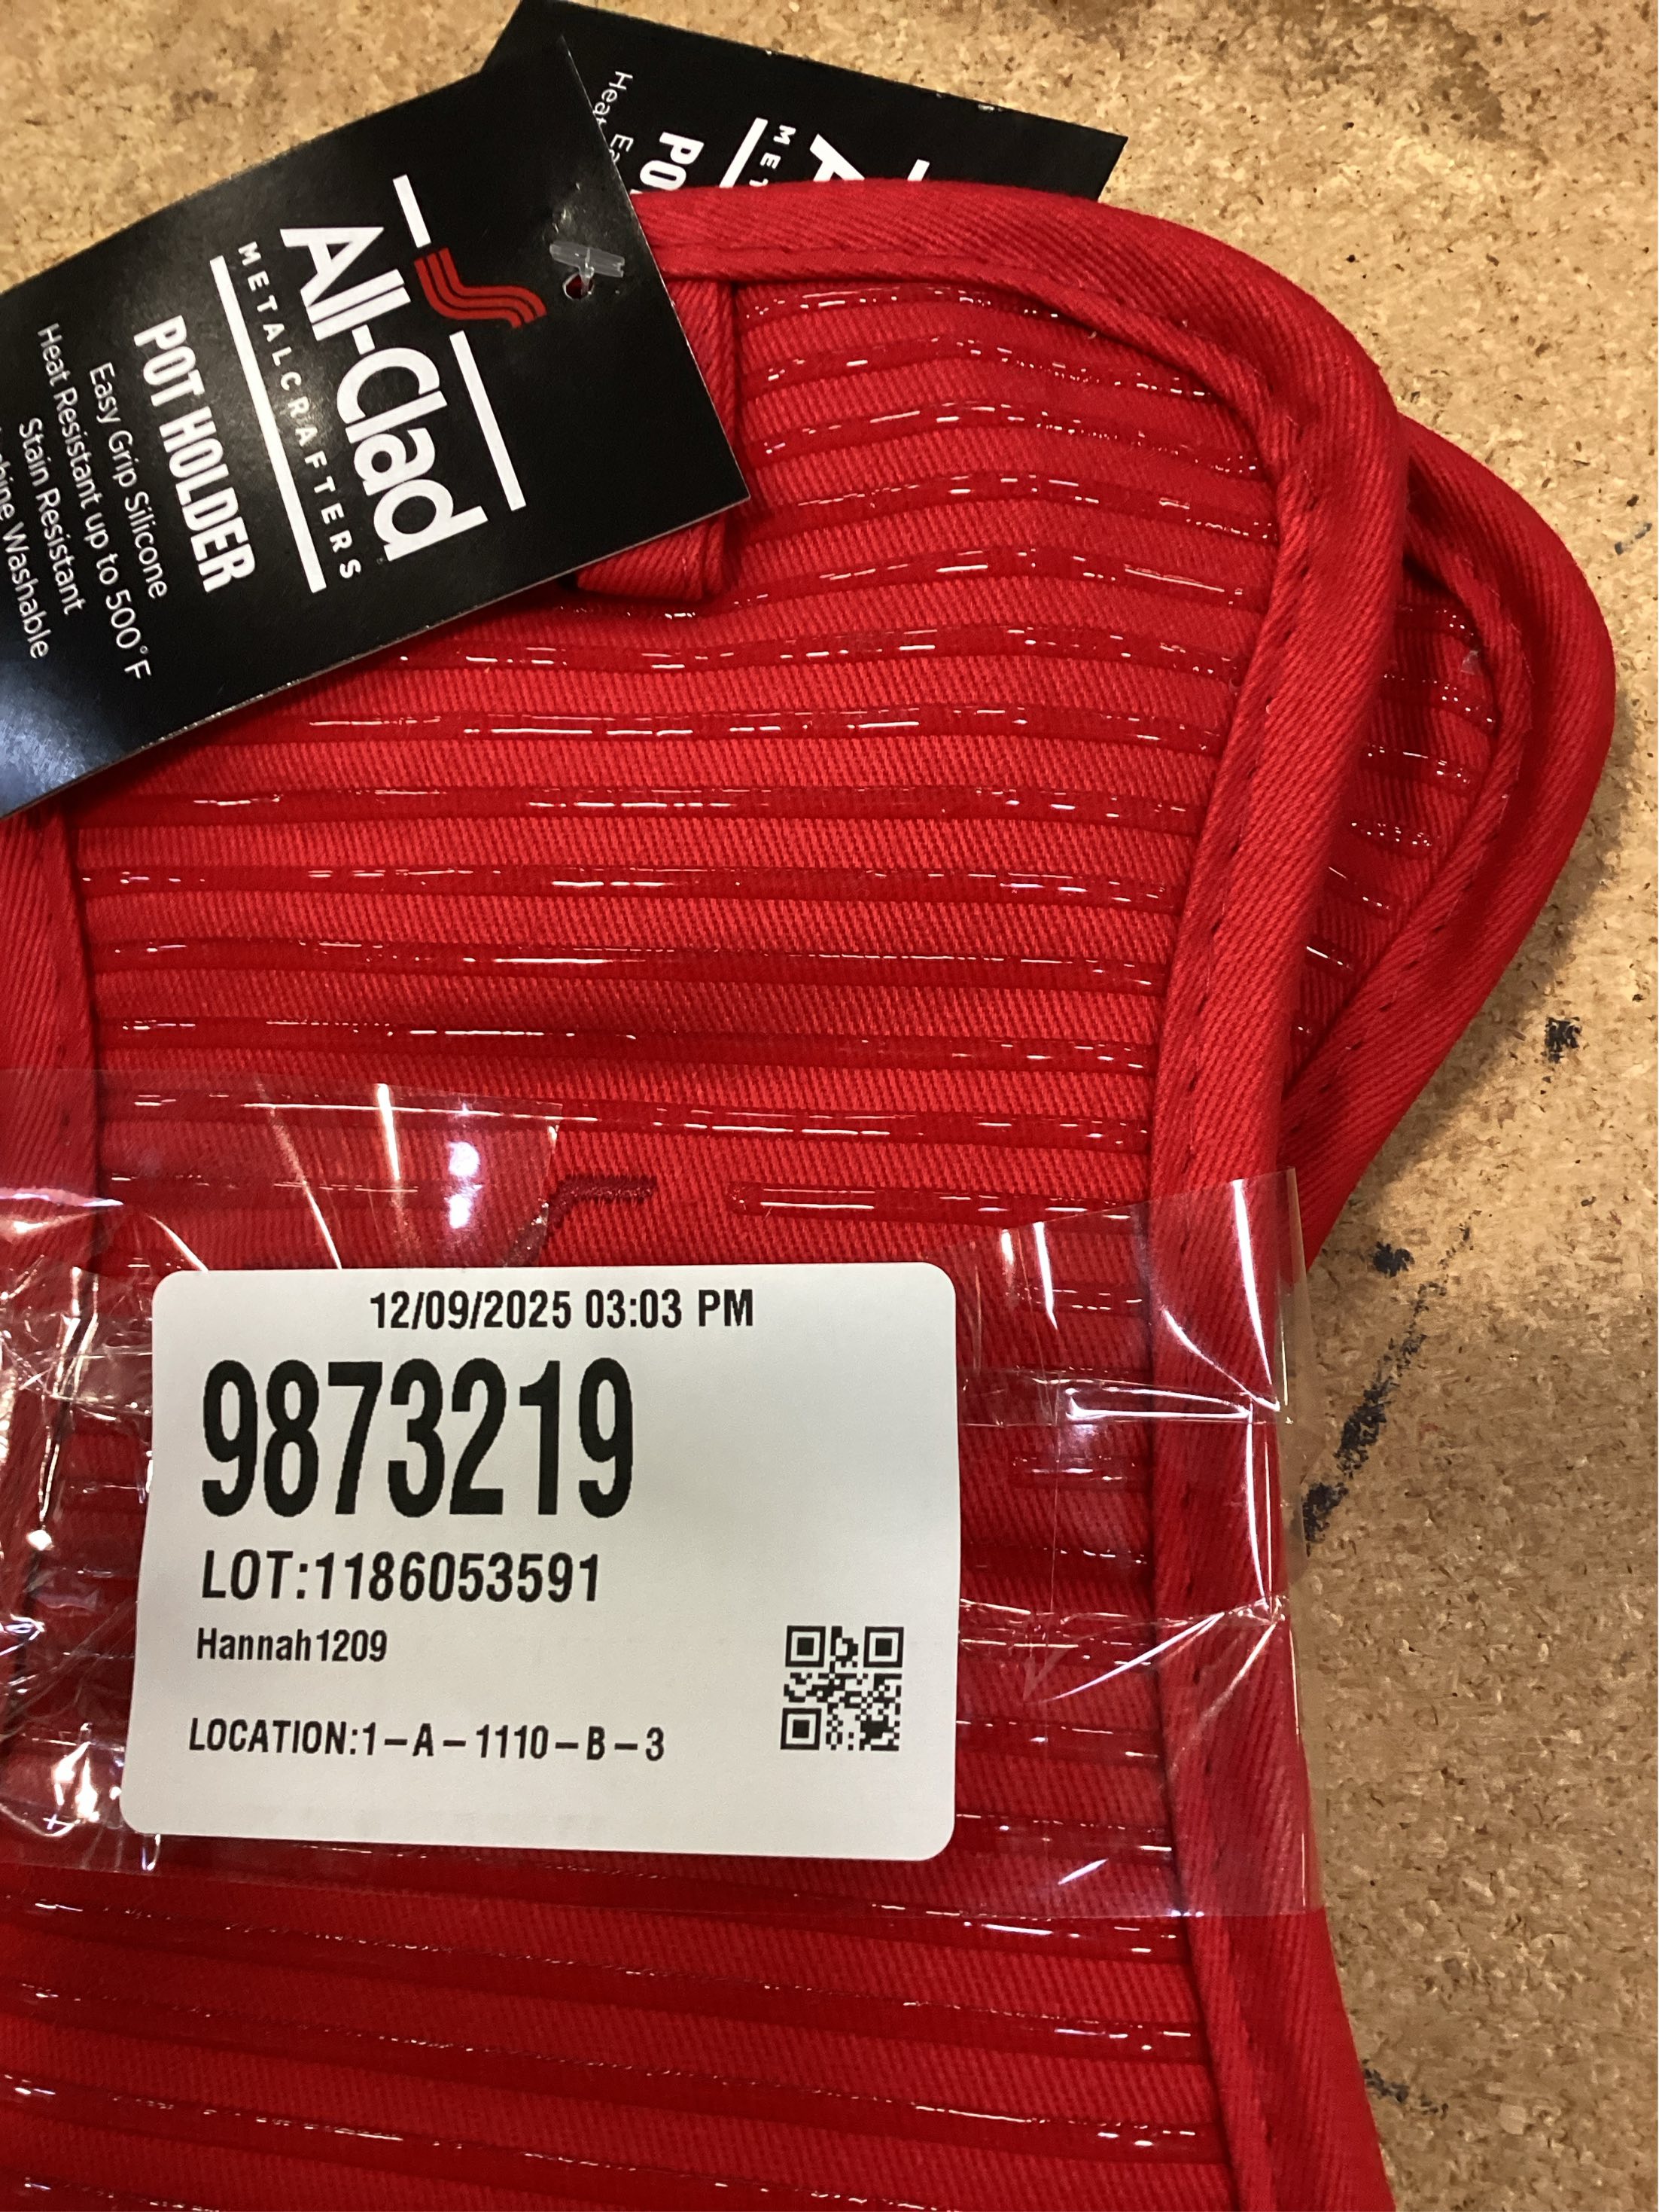 All-Clad
METALCRAFTERS
POT HOLDER
Easy Grip Silicone
Heat Resistant up to 500°F
Stain Resistant
Washable
12/09/2025 03:03 PM
9873219
LOT:1186053591
Hannah1209
LOCATION:1-A-1110-B-3